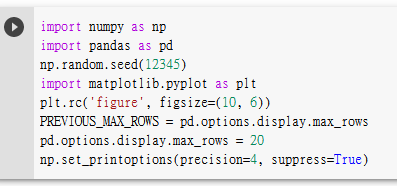 import numpy as np
import pandas as pd
np.random.seed(12345)
import matplotlib.pyplot as plt
plt.rc('figure', figsize=(10, 6))
PREVIOUS_MAX_ROWS = pd.options.display.max_rows
pd.options.display.max_rows = 20
np.set_printoptions(precision=4, suppress=True)